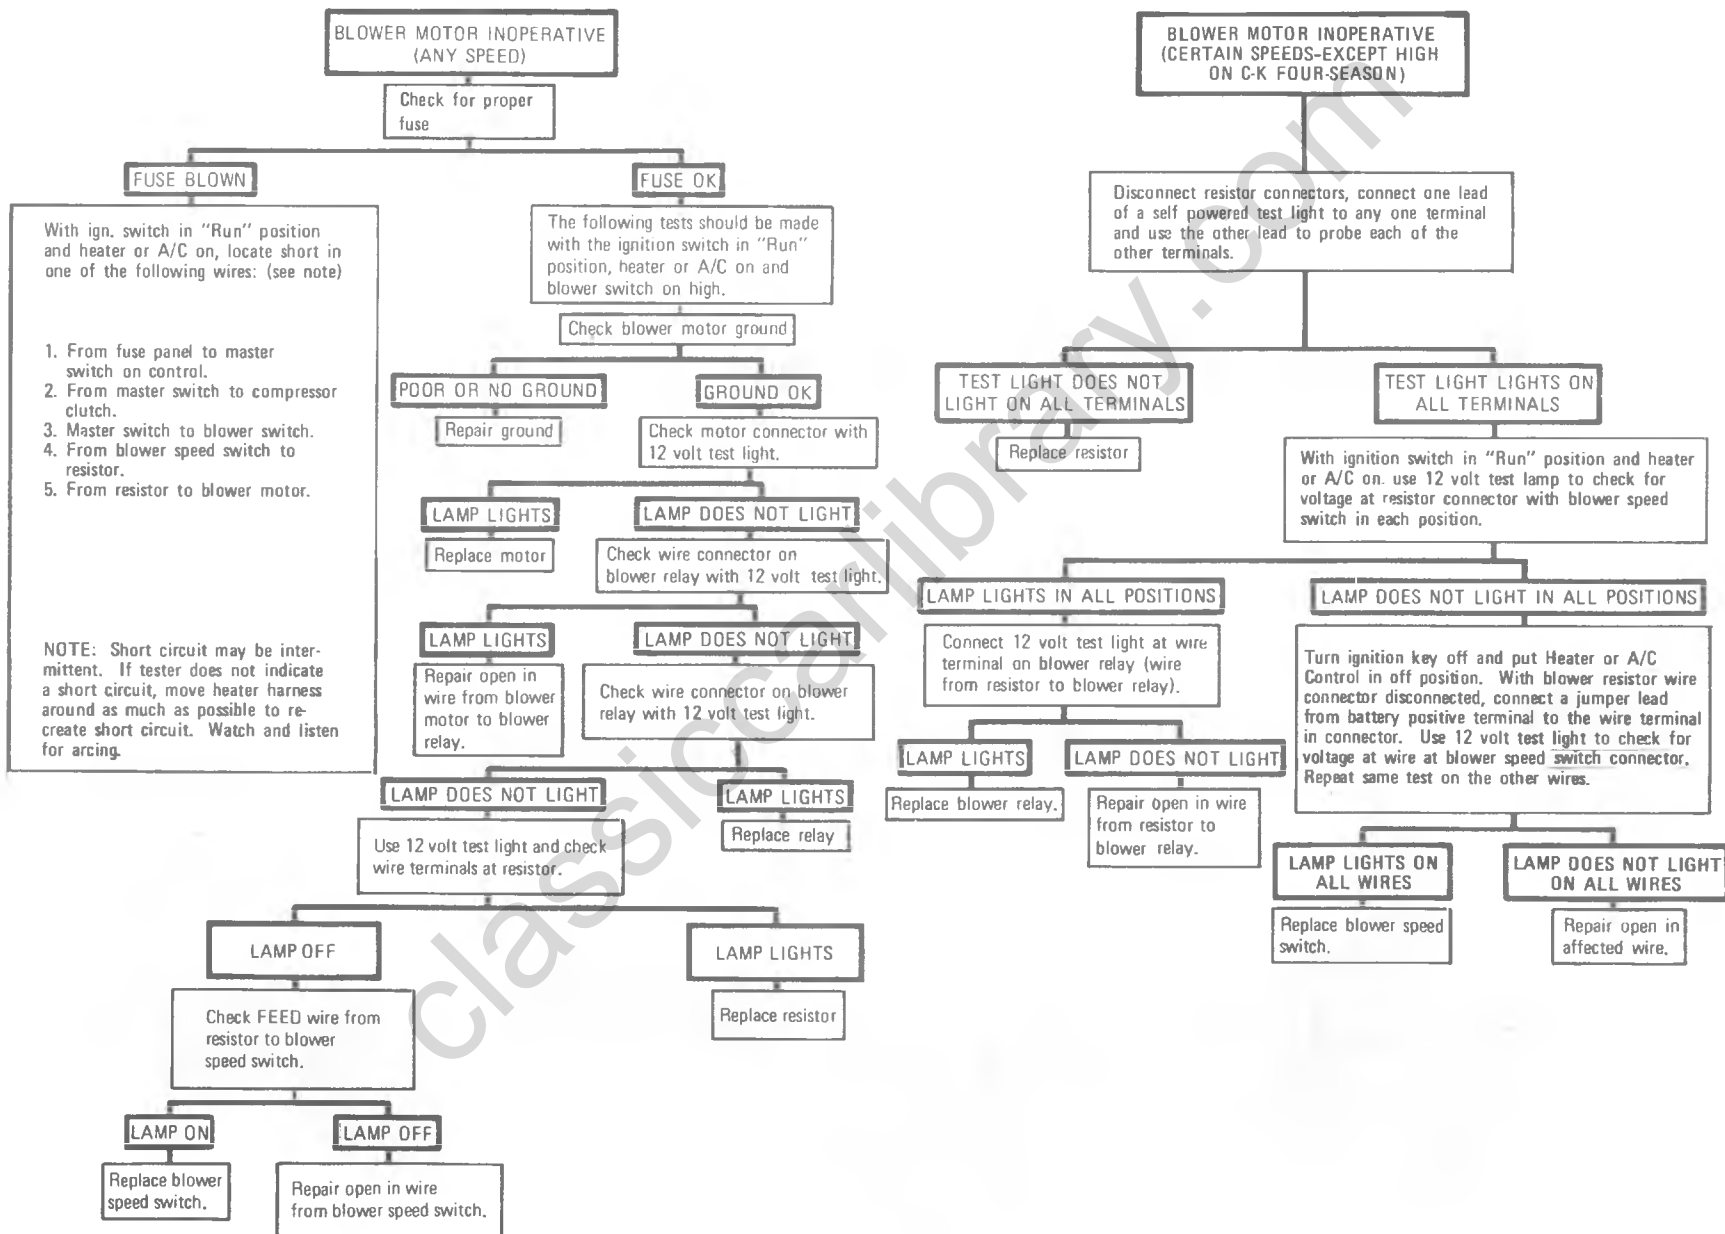 BLOWER MOTOR INOPERATIVE
(ANY SPEED)
Check for proper
fuse
FUSE BLOWN
With ign. switch in "Run" position
and heater or A/C on, locate short in
one of the following wires: (see note)
1. From fuse panel to master
switch on control.
2. From master switch to compressor
clutch.
3. Master switch to blower switch.
4. From blower speed switch to
resistor.
5. From resistor to blower motor.
NOTE: Short circuit may be inter-
mittent. If tester does not indicate
a short circuit, move heater harness
around as much as possible to re-
create short circuit. Watch and listen
for arcing.
FUSE OK
The following tests should be made
with the ignition switch in "Run"
position, heater or A/C on and
blower switch on high.
Check blower motor ground
POOR OR NO GROUND
Repair ground
GROUND OK
Check motor connector with
12 volt test light.
LAMP LIGHTS
Replace motor
LAMP DOES NOT LIGHT
Check wire connector on
blower relay with 12 volt test light.
LAMP LIGHTS
Repair open in
wire from blower
motor to blower
relay.
LAMP DOES NOT LIGHT
Check wire connector on blower
relay with 12 volt test light.
LAMP DOES NOT LIGHT
Use 12 volt test light and check
wire terminals at resistor.
LAMP LIGHTS
Replace relay
LAMP OFF
Check FEED wire from
resistor to blower
speed switch.
LAMP LIGHTS
Replace resistor
LAMP ON
Replace blower
speed switch.
LAMP OFF
Repair open in wire
from blower speed switch.
BLOWER MOTOR INOPERATIVE
(CERTAIN SPEEDS-EXCEPT HIGH
ON C-K FOUR-SEASON)
Disconnect resistor connectors, connect one lead
of a self powered test light to any one terminal
and use the other lead to probe each of the
other terminals.
TEST LIGHT DOES NOT
LIGHT ON ALL TERMINALS
Replace resistor
TEST LIGHT LIGHTS ON
ALL TERMINALS
With ignition switch in "Run" position and heater
or A/C on. use 12 volt test lamp to check for
voltage at resistor connector with blower speed
switch in each position.
LAMP LIGHTS IN ALL POSITIONS
Connect 12 volt test light at wire
terminal on blower relay (wire
from resistor to blower relay).
LAMP LIGHTS
Replace blower relay.
LAMP DOES NOT LIGHT
Repair open in wire
from resistor to
blower relay.
LAMP DOES NOT LIGHT IN ALL POSITIONS
Turn ignition key off and put Heater or A/C
Control in off position. With blower resistor wire
connector disconnected, connect a jumper lead
from battery positive terminal to the wire terminal
in connector. Use 12 volt test light to check for
voltage at wire at blower speed switch connector.
Repeat same test on the other wires.
LAMP LIGHTS ON
ALL WIRES
Replace blower speed
switch.
LAMP DOES NOT LIGHT
ON ALL WIRES
Repair open in
affected wire.
classiccarlibrary.com